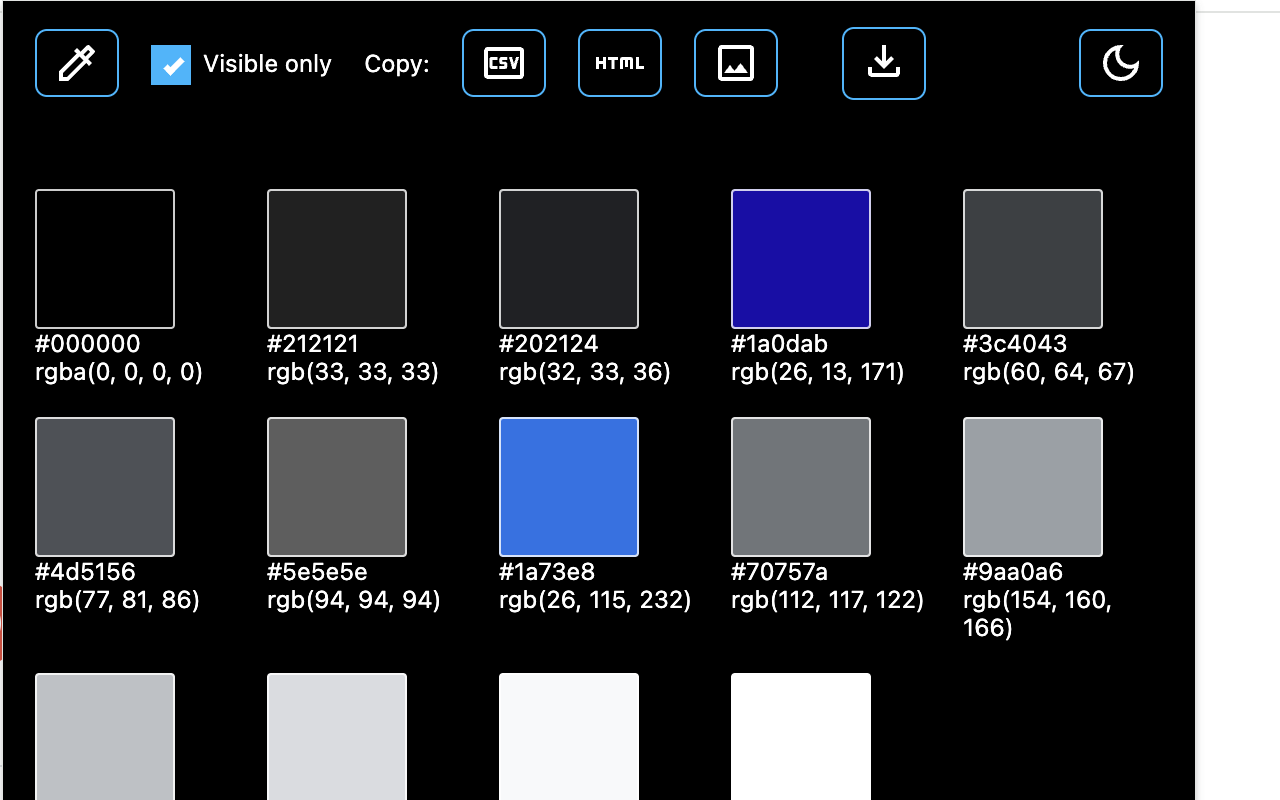 Visible only Copy: CSV HTML
#000000 #212121 #202124 #1a0dab #3c4043
rgba(0, 0, 0, 0) rgb(33, 33, 33) rgb(32, 33, 36) rgb(26, 13, 171) rgb(60, 64, 67)
#4d5156 #5e5e5e #1a73e8 #70757a #9aa0a6
rgb(77, 81, 86) rgb(94, 94, 94) rgb(26, 115, 232) rgb(112, 117, 122) rgb(154, 160,
166)